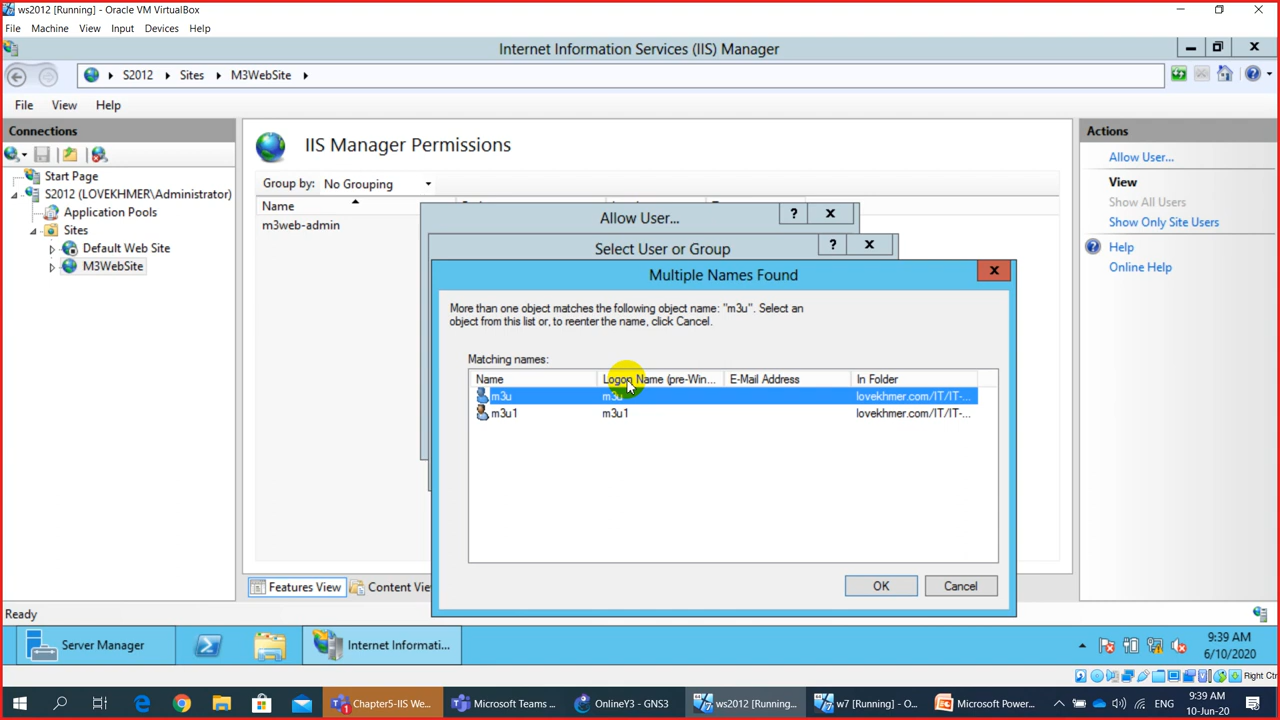 ws2012 [Running] - Oracle VM VirtualBox
File Machine View Input Devices Help
Internet Information Services (IIS) Manager
S2012 Sites M3WebSite
File View Help
Connections
Start Page
S2012 (LOVEKHMER\Administrator)
Application Pools
Sites
Default Web Site
M3WebSite
IIS Manager Permissions
Group by: No Grouping
Name
m3web-admin
Allow User...
Select User or Group
Multiple Names Found
More than one object matches the following object name: "m3u". Select an
object from this list or, to reenter the name, click Cancel.
Matching names:
Name Logon Name (pre-Win... E-Mail Address In Folder
m3u m3u lovekhmer.com/IT/IT-...
m3u1 m3u1 lovekhmer.com/IT/IT-...
OK Cancel
Features View Content Vie
Actions
Allow User...
View
Show All Users
Show Only Site Users
Help
Online Help
Ready
Server Manager Internet Informati...
9:39 AM
6/10/2020
Right Ctr
Chapter5-IIS We... Microsoft Teams ... OnlineY3 - GNS3 ws2012 [Running... w7 [Running] - O... Microsoft Power...
ENG
9:39 AM
10-Jun-20